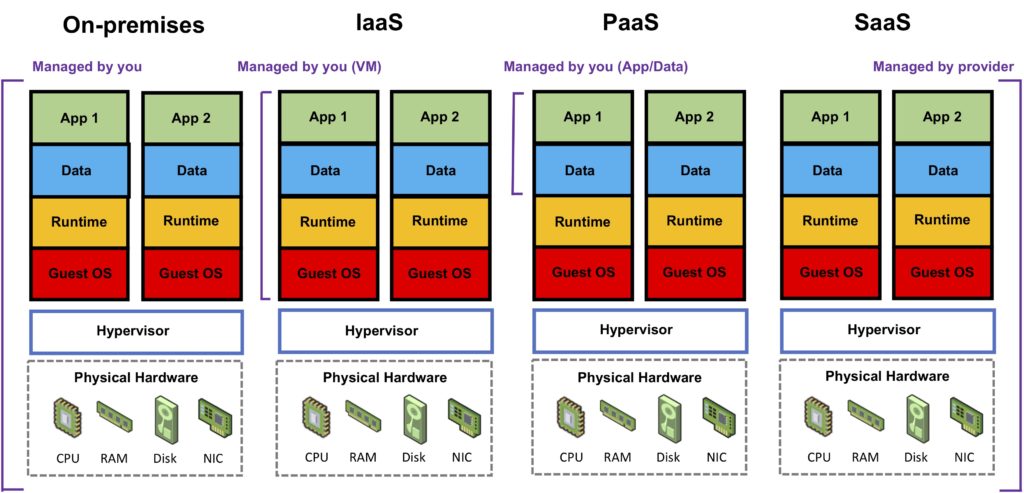 On-premises IaaS PaaS SaaS
Managed by you Managed by you (VM) Managed by you (App/Data) Managed by provider
App 1 App 2 App 1 App 2 App 1 App 2 App 1 App 2
Data Data Data Data Data Data Data Data
Runtime Runtime Runtime Runtime Runtime Runtime Runtime Runtime
Guest OS Guest OS Guest OS Guest OS Guest OS Guest OS Guest OS Guest OS
Hypervisor Hypervisor Hypervisor Hypervisor
Physical Hardware Physical Hardware Physical Hardware Physical Hardware
CPU RAM Disk NIC CPU RAM Disk NIC CPU RAM Disk NIC CPU RAM Disk NIC